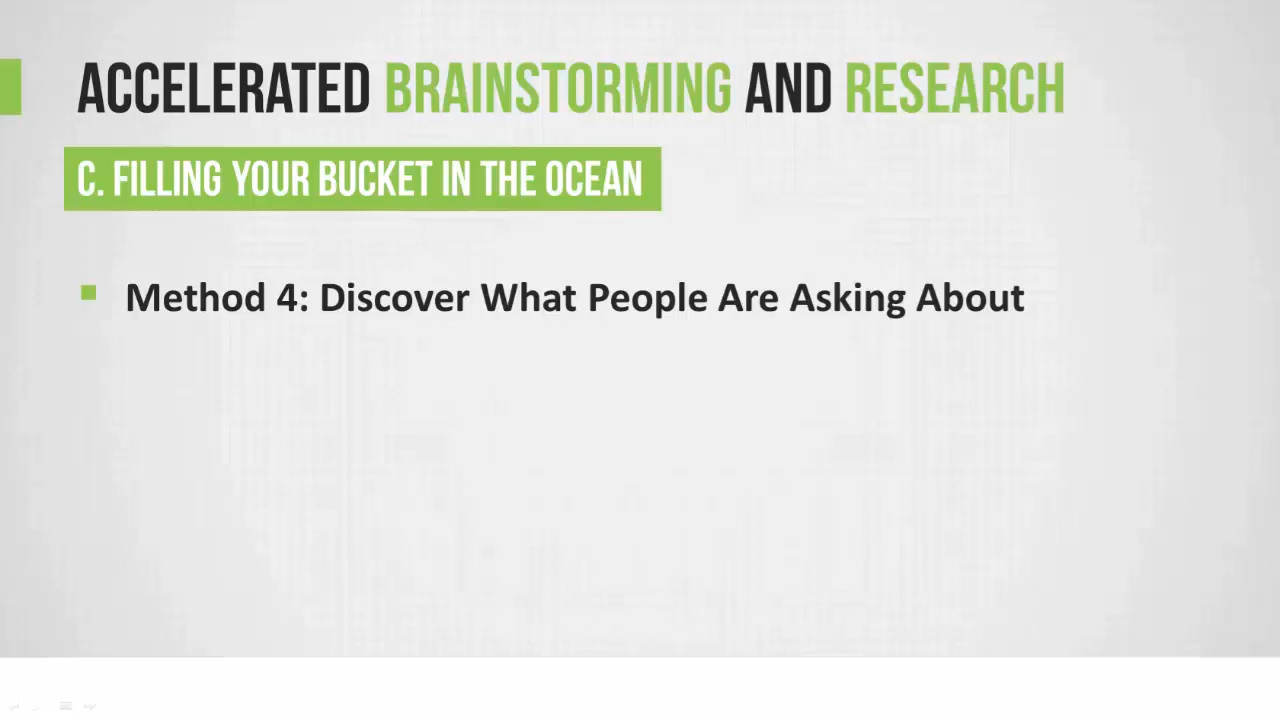 ACCELERATED BRAINSTORMING AND RESEARCH
C. FILLING YOUR BUCKET IN THE OCEAN
Method 4: Discover What People Are Asking About